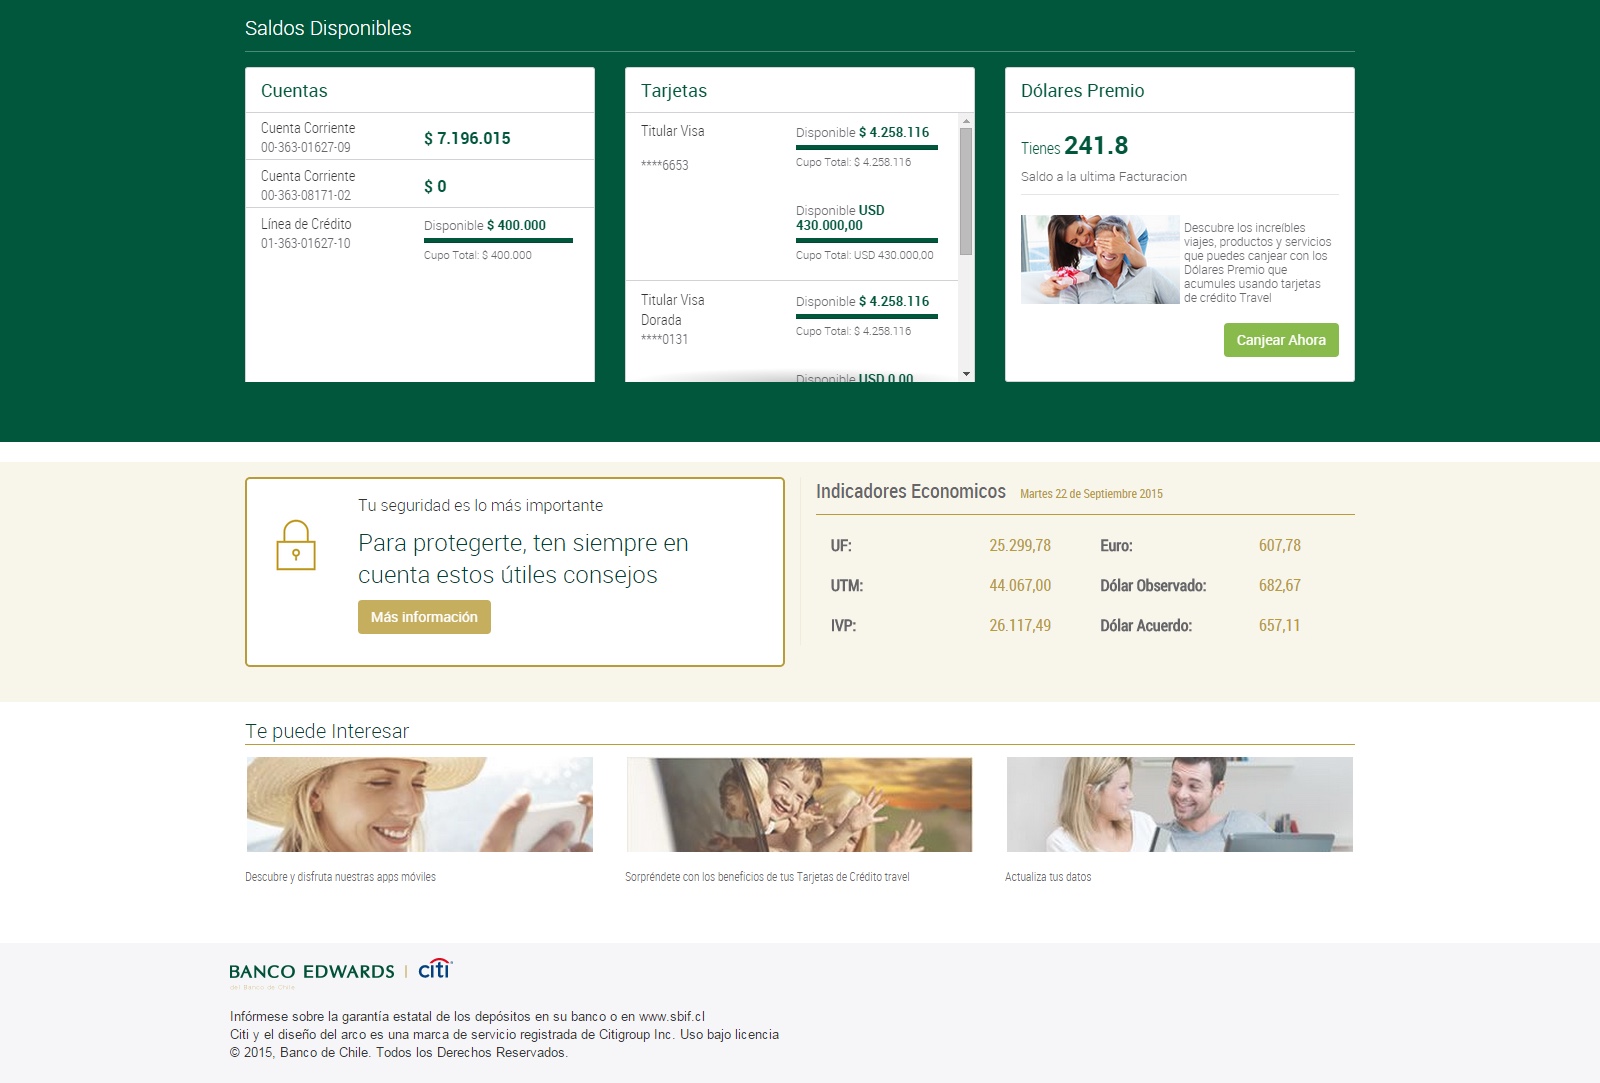 Saldos Disponibles
Cuentas
Cuenta Corriente
00-363-01627-09
$ 7.196.015
Cuenta Corriente
00-363-08171-02
$ 0
Línea de Crédito
01-363-01627-10
Disponible $ 400.000
Cupo Total: $ 400.000
Tarjetas
Titular Visa
****6653
Disponible $ 4.258.116
Cupo Total: $ 4.258.116
Disponible USD
430.000,00
Cupo Total: USD 430.000,00
Titular Visa
Dorada
****0131
Disponible $ 4.258.116
Cupo Total: $ 4.258.116
Disponible USD 0,00
Dólares Premio
Tienes 241.8
Saldo a la ultima Facturacion
Descubre los increíbles
viajes, productos y servicios
que puedes canjear con los
Dólares Premio que
acumules usando tarjetas
de crédito Travel
Canjear Ahora
Tu seguridad es lo más importante
Para protegerte, ten siempre en
cuenta estos útiles consejos
Más información
Indicadores Economicos Martes 22 de Septiembre 2015
UF: 25.299,78 Euro: 607,78
UTM: 44.067,00 Dólar Observado: 682,67
IVP: 26.117,49 Dólar Acuerdo: 657,11
Te puede Interesar
Descubre y disfruta nuestras apps móviles
Sorpréndete con los beneficios de tus Tarjetas de Crédito travel
Actualiza tus datos
BANCO EDWARDS | citi
del Banco de Chile
Infórmese sobre la garantía estatal de los depósitos en su banco o en www.sbif.cl
Citi y el diseño del arco es una marca de servicio registrada de Citigroup Inc. Uso bajo licencia
© 2015, Banco de Chile. Todos los Derechos Reservados.